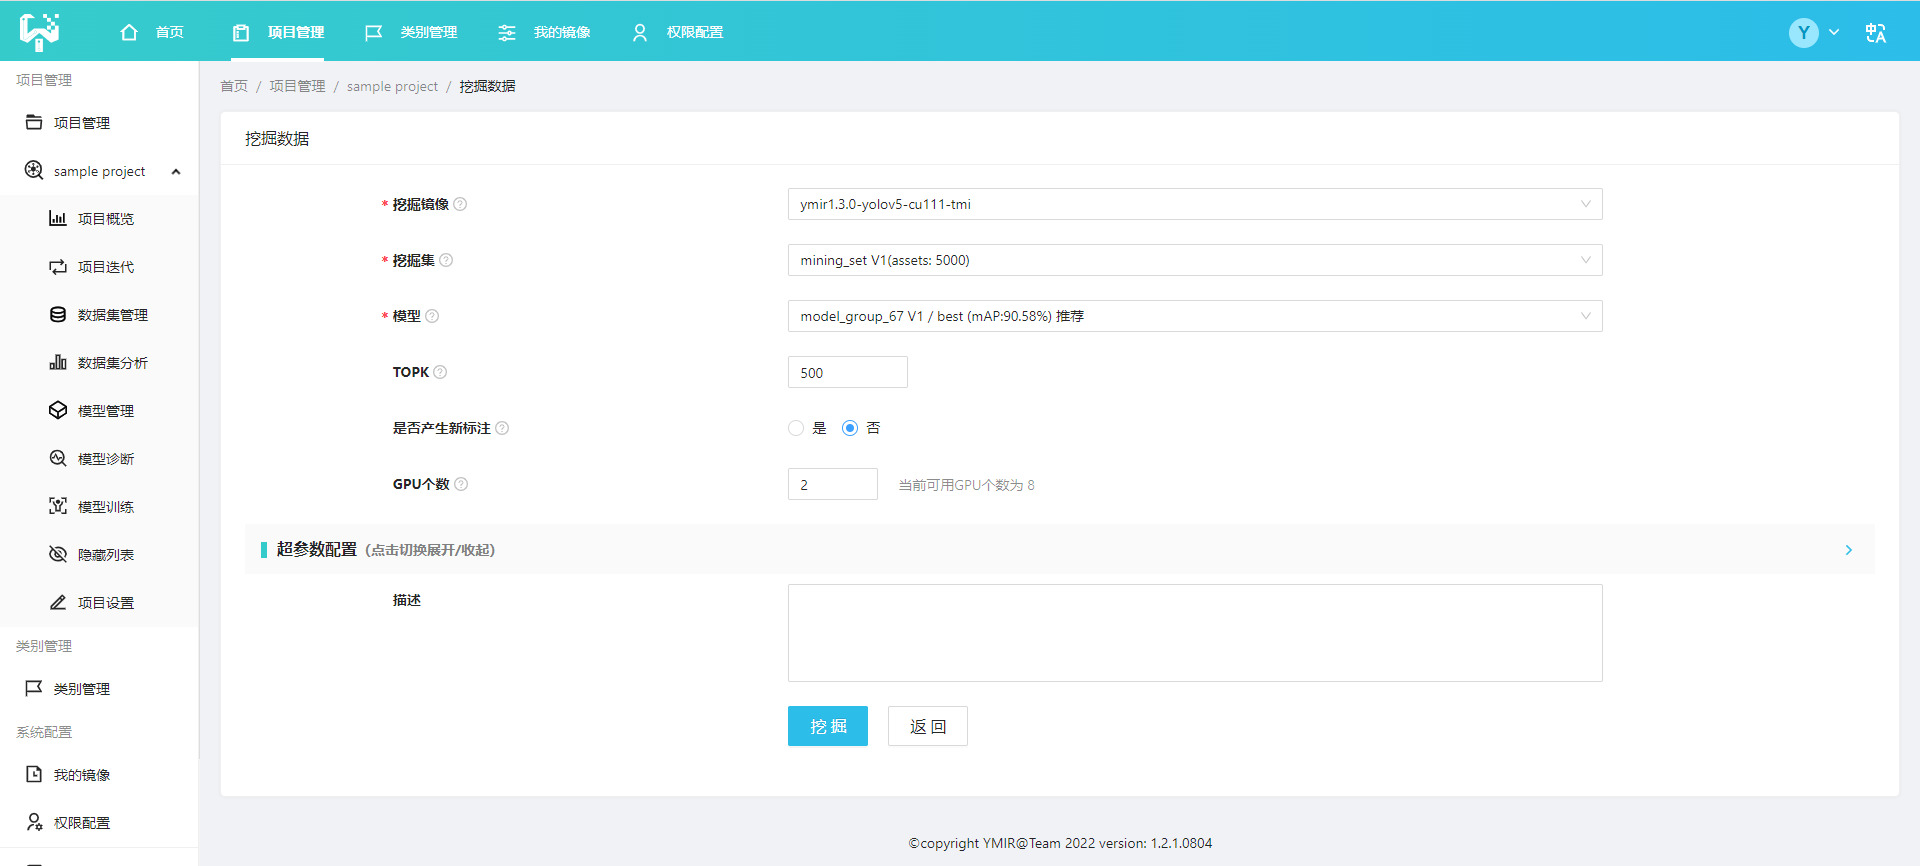 首页
项目管理
类别管理
我的镜像
权限配置
Y
项目管理
项目管理
sample project
项目概览
项目迭代
数据集管理
数据集分析
模型管理
模型诊断
模型训练
隐藏列表
项目设置
类别管理
类别管理
系统配置
我的镜像
权限配置
首页 / 项目管理 / sample project / 挖掘数据
挖掘数据
* 挖掘镜像 ymir1.3.0-yolov5-cu111-tmi
* 挖掘集 mining_set V1(assets: 5000)
* 模型 model_group_67 V1 / best (mAP:90.58%) 推荐
TOPK 500
是否产生新标注 是 否
GPU个数 2 当前可用GPU个数为 8
超参数配置 (点击切换展开/收起)
描述
挖 掘 返 回
©copyright YMIR@Team 2022 version: 1.2.1.0804